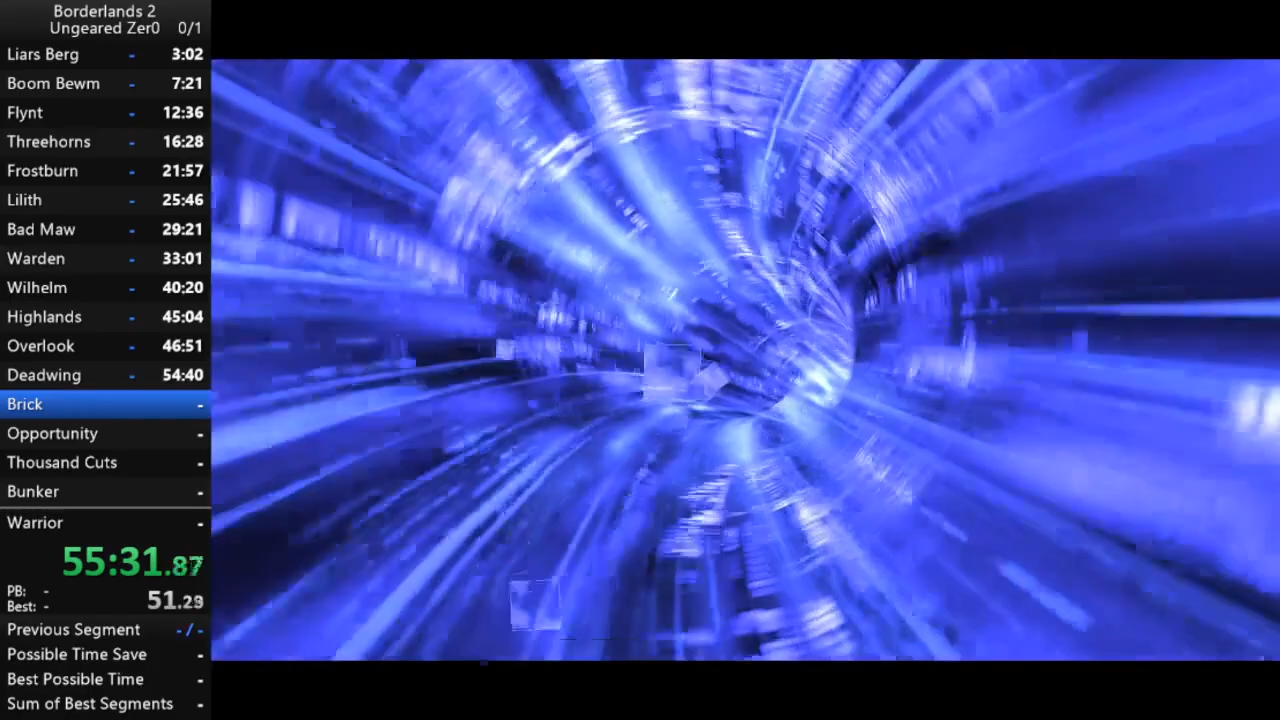 Borderlands 2
Ungeared Zer0 0/1
Liars Berg - 3:02
Boom Bewm - 7:21
Flynt - 12:36
Threehorns - 16:28
Frostburn - 21:57
Lilith - 25:46
Bad Maw - 29:21
Warden - 33:01
Wilhelm - 40:20
Highlands - 45:04
Overlook - 46:51
Deadwing - 54:40
Brick -
Opportunity -
Thousand Cuts -
Bunker -
Warrior -
55:31.87
PB: -
Best: - 51.29
Previous Segment - / -
Possible Time Save -
Best Possible Time -
Sum of Best Segments -